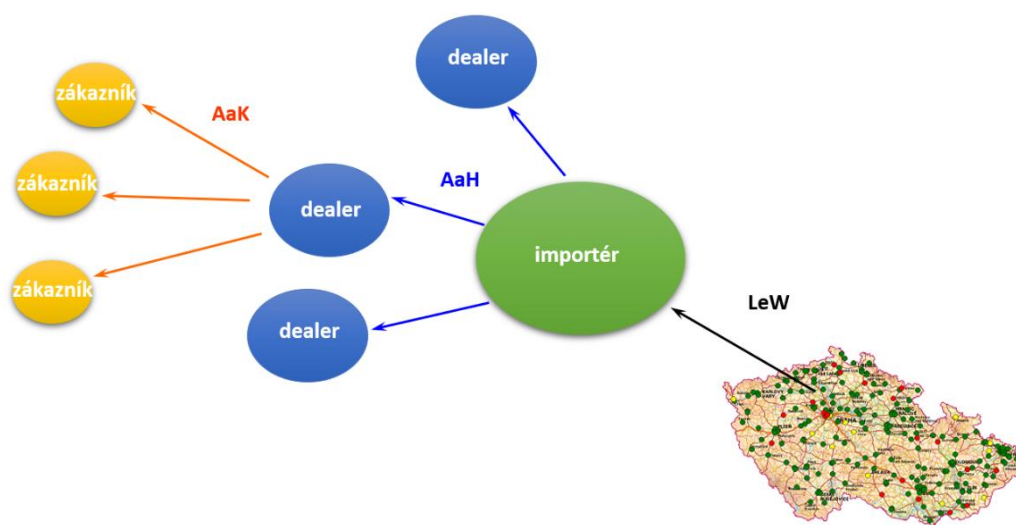 dealer
zákazník
AaK
zákazník
AaH
dealer
importér
zákazník
LeW
dealer